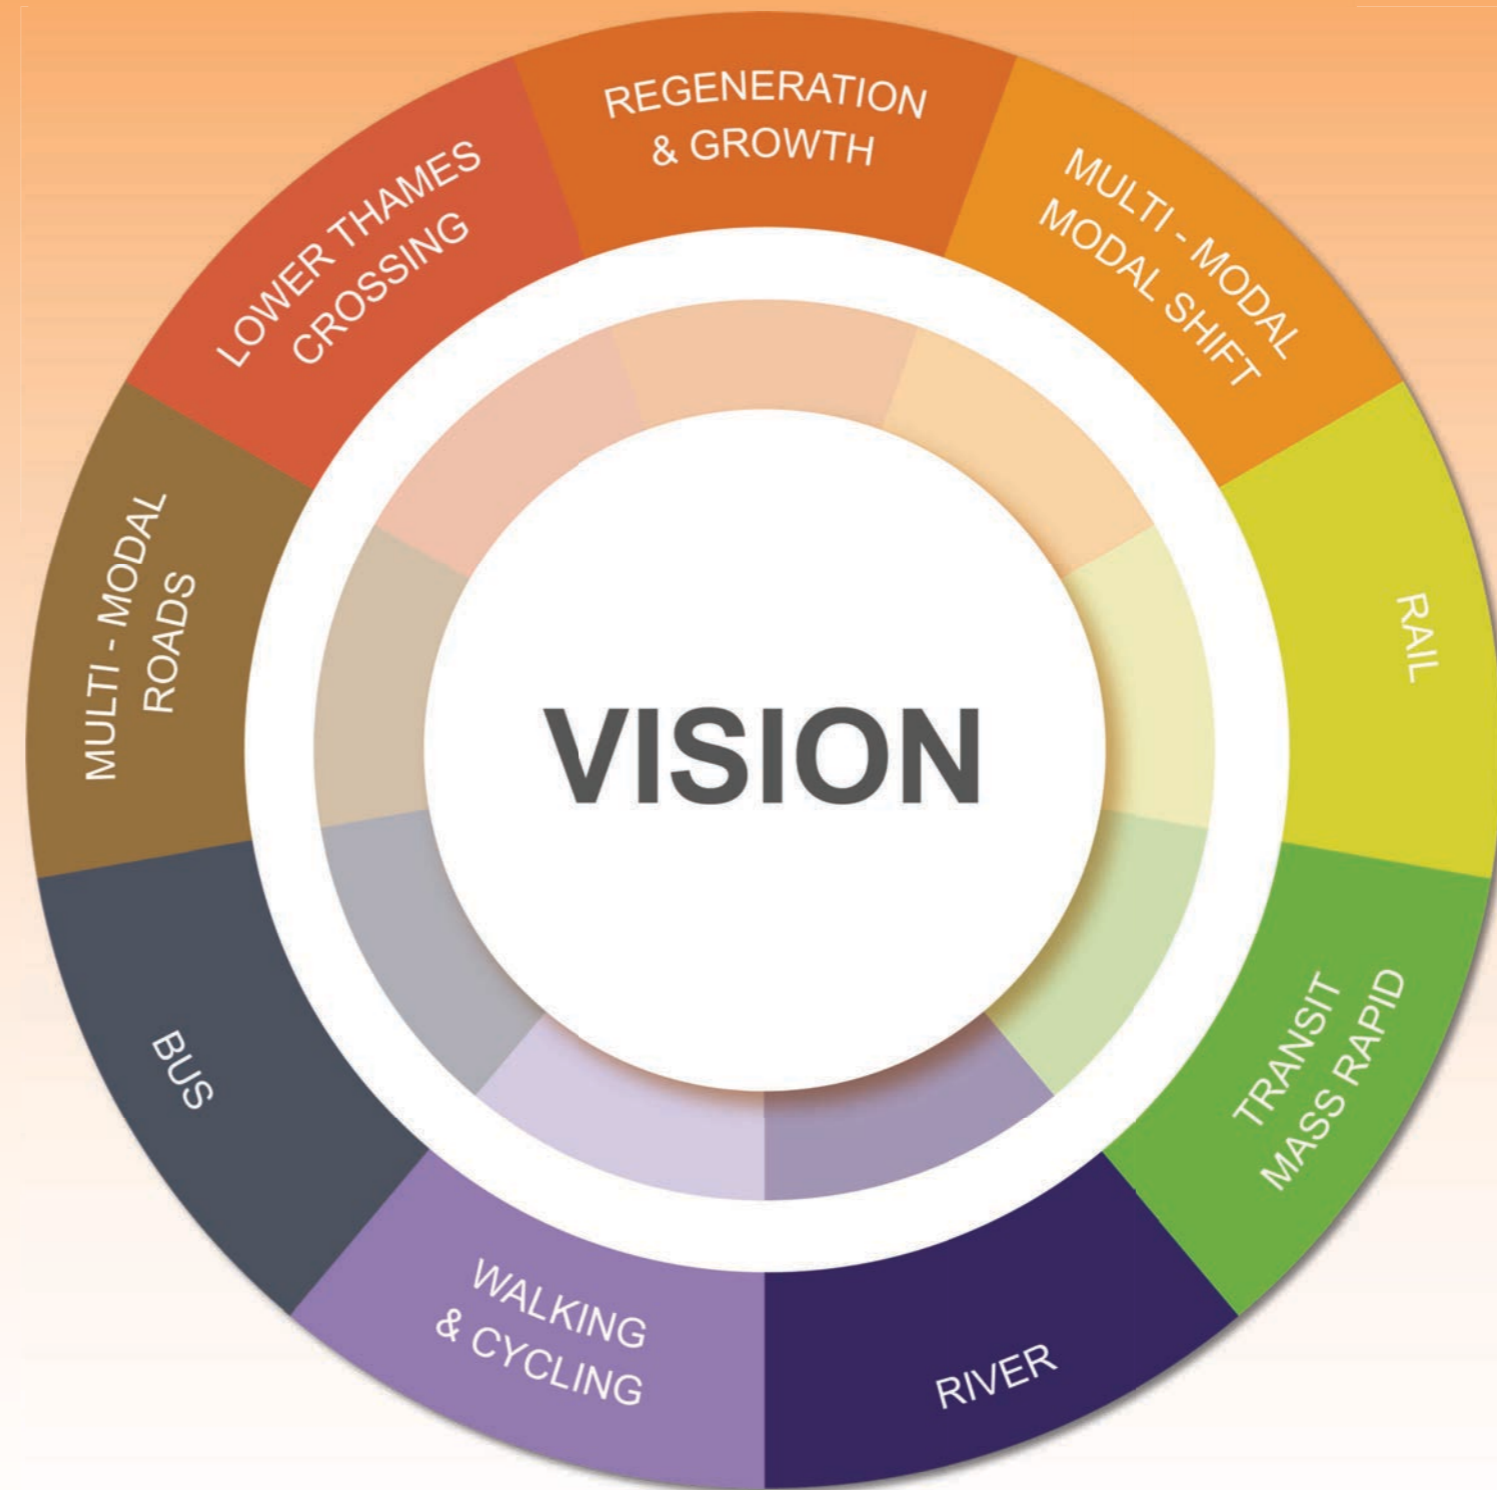 REGENERATION
& GROWTH
MULTI - MODAL
MODAL SHIFT
RAIL
TRANSIT
MASS RAPID
RIVER
WALKING
& CYCLING
BUS
MULTI - MODAL
ROADS
LOWER THAMES
CROSSING
VISION